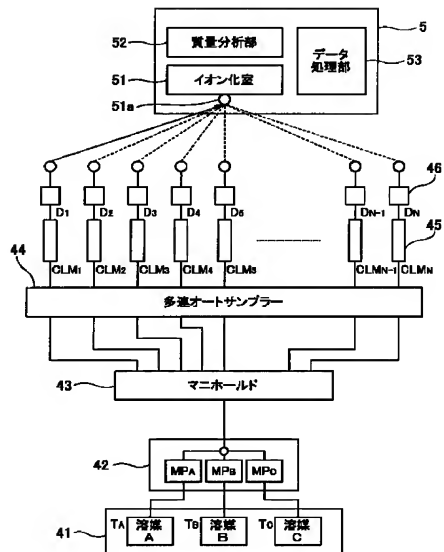 5
52
質量分析部
データ
処理部
53
51
イオン化室
51a
46
D1 D2 D3 D4 D5 DN-1 DN
45
44
CLM1 CLM2 CLM3 CLM4 CLM5 CLMN-1 CLMN
多連オートサンプラー
43
マニホールド
42
MPA MPB MPC
TA 溶媒 TB 溶媒 TC 溶媒
A B C
41